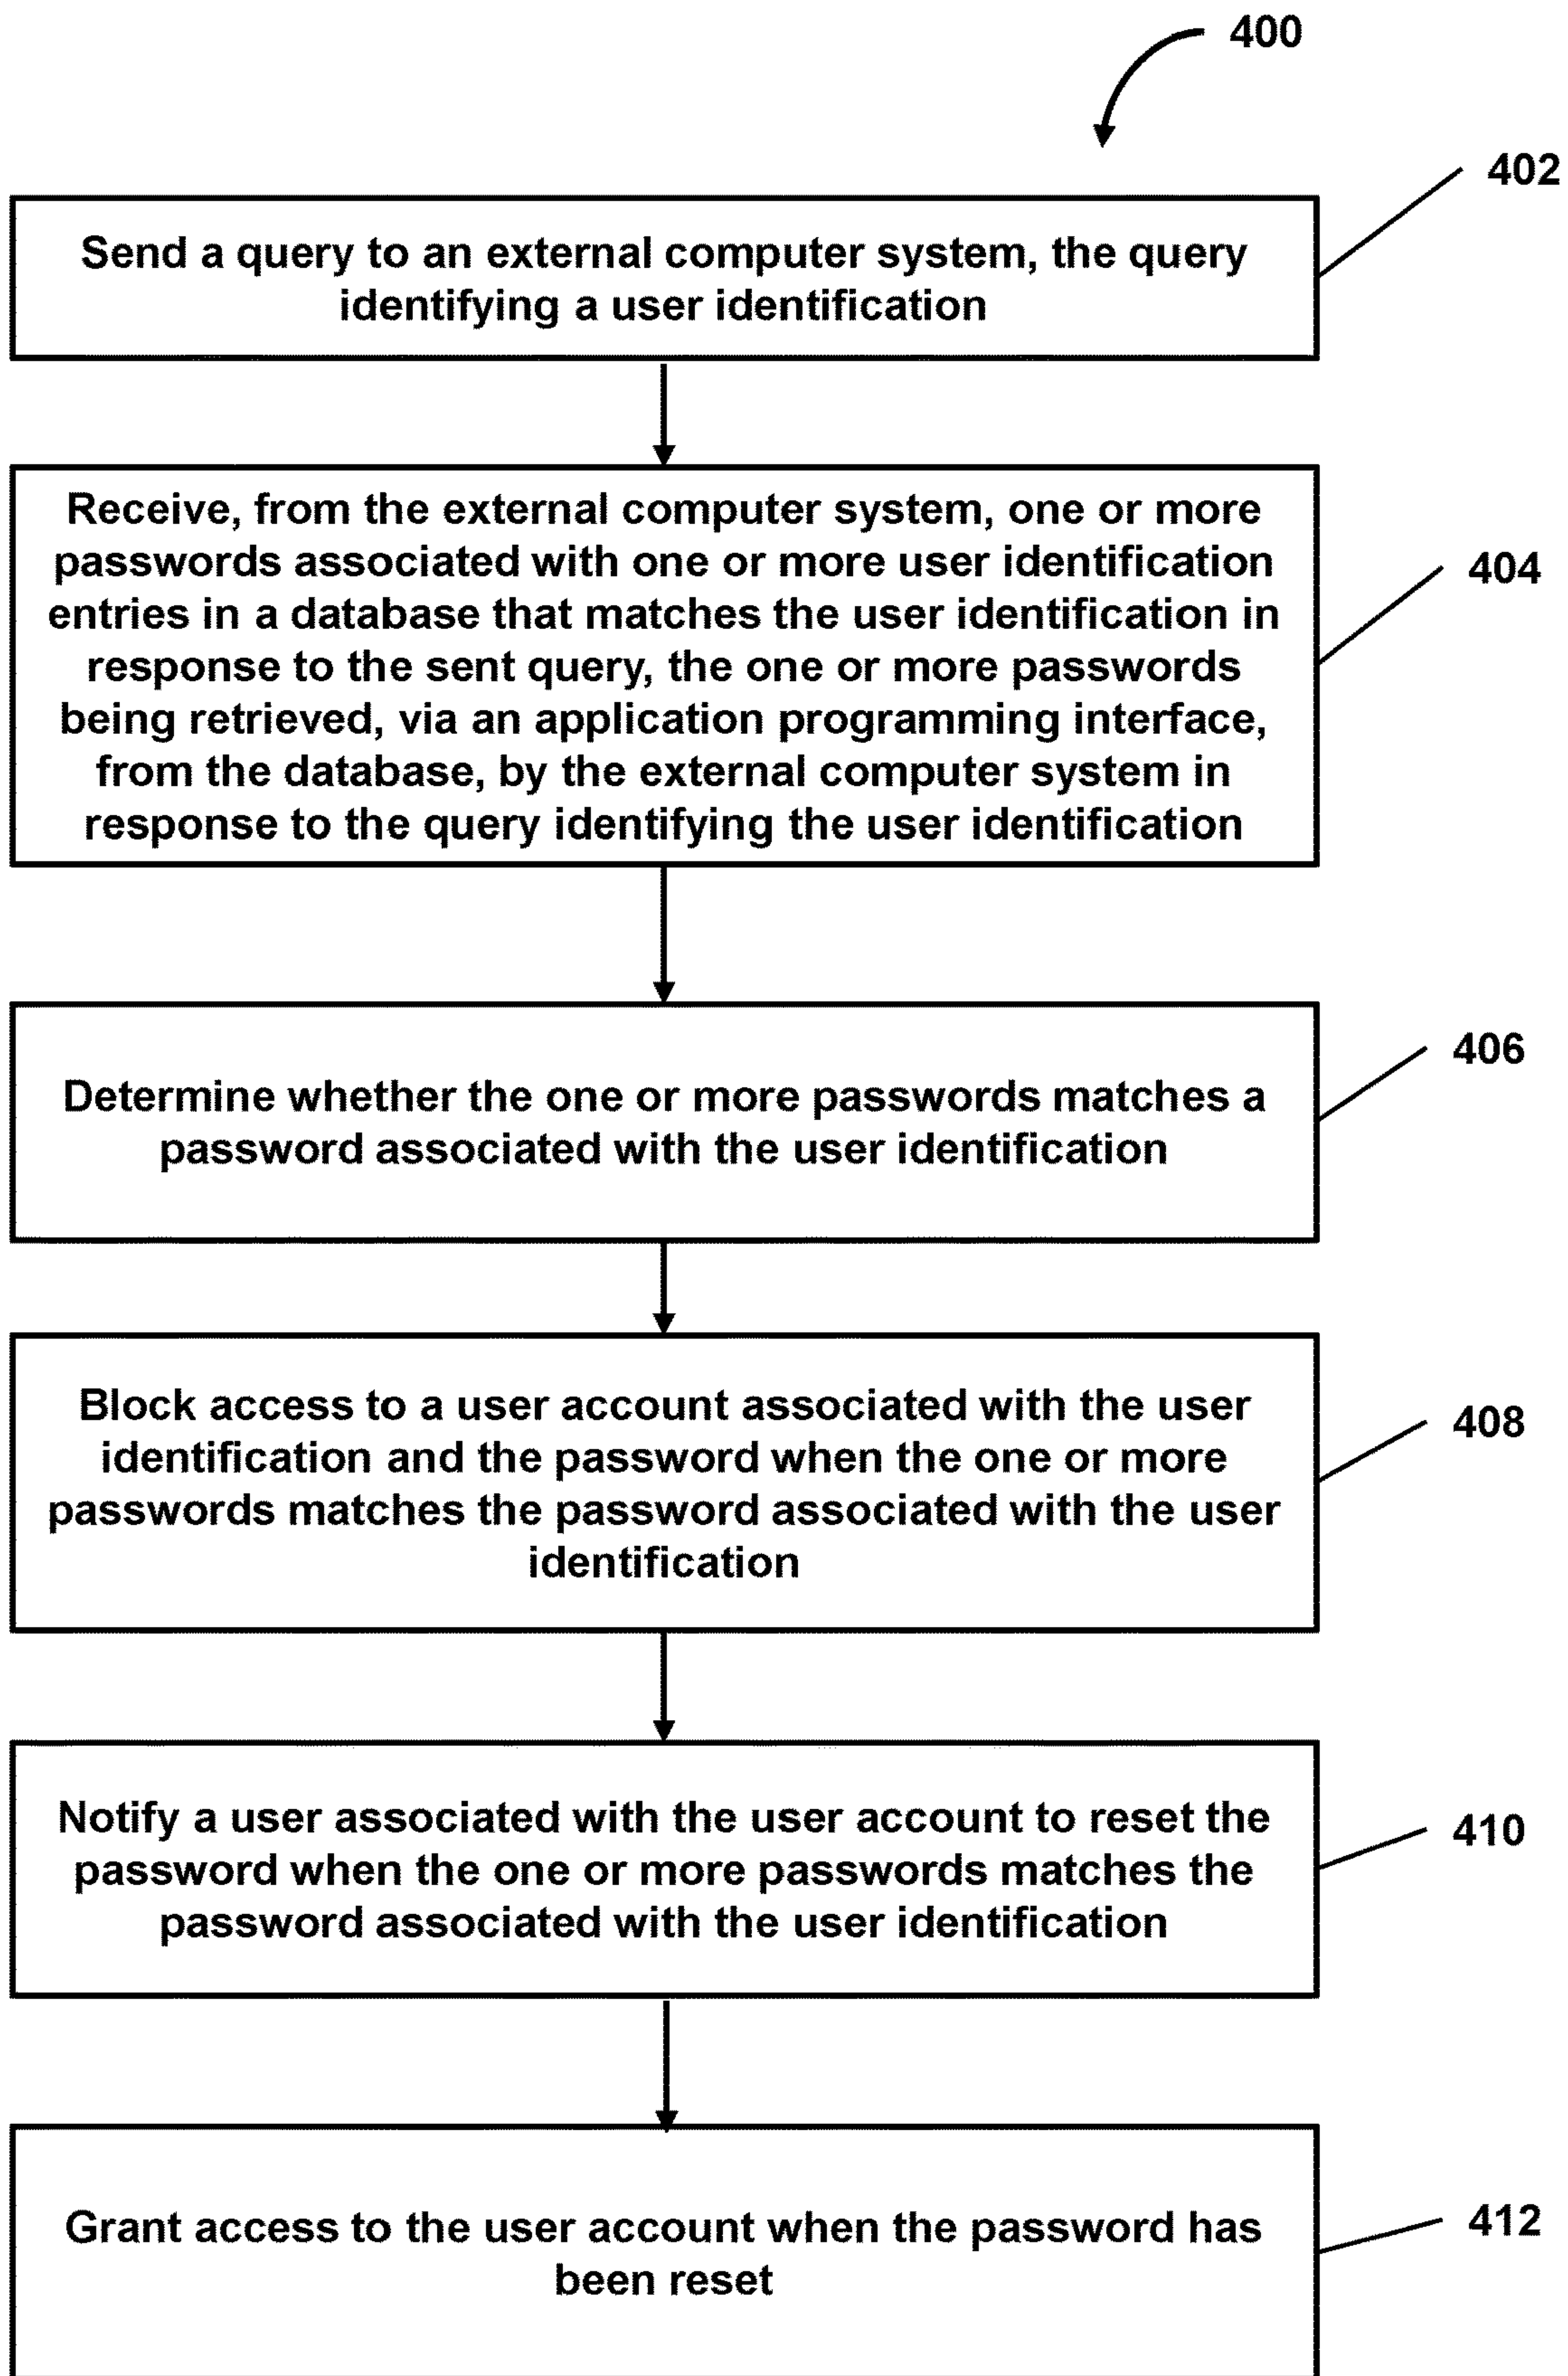 400
402
Send a query to an external computer system, the query
identifying a user identification
Receive, from the external computer system, one or more
passwords associated with one or more user identification
entries in a database that matches the user identification in
response to the sent query, the one or more passwords
being retrieved, via an application programming interface,
from the database, by the external computer system in
response to the query identifying the user identification
404
Determine whether the one or more passwords matches a
password associated with the user identification
406
Block access to a user account associated with the user
identification and the password when the one or more
passwords matches the password associated with the user
identification
408
Notify a user associated with the user account to reset the
password when the one or more passwords matches the
password associated with the user identification
410
Grant access to the user account when the password has
been reset
412